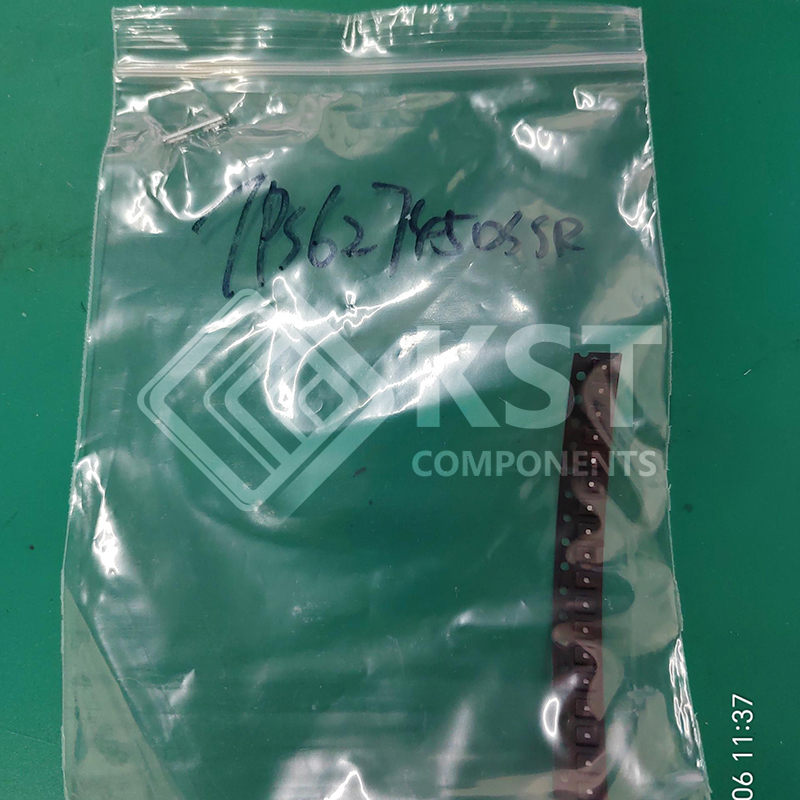 TPS62745DSSR
KST
COMPONENTS
06 11:37